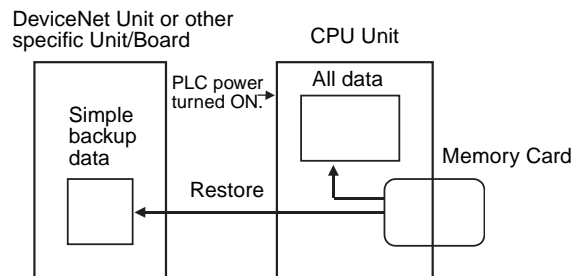 DeviceNet Unit or other
specific Unit/Board
CPU Unit
PLC power
turned ON.
All data
Simple
backup
data
Memory Card
Restore